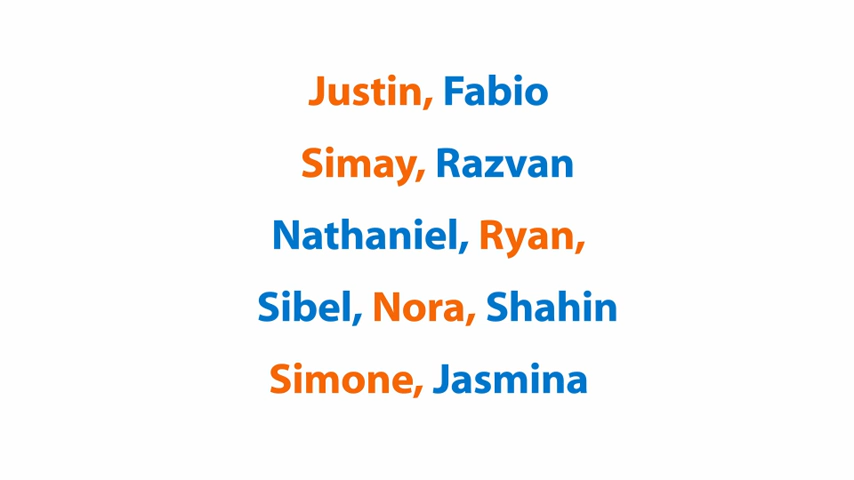 Justin, Fabio
Simay, Razvan
Nathaniel, Ryan,
Sibel, Nora, Shahin
Simone, Jasmina